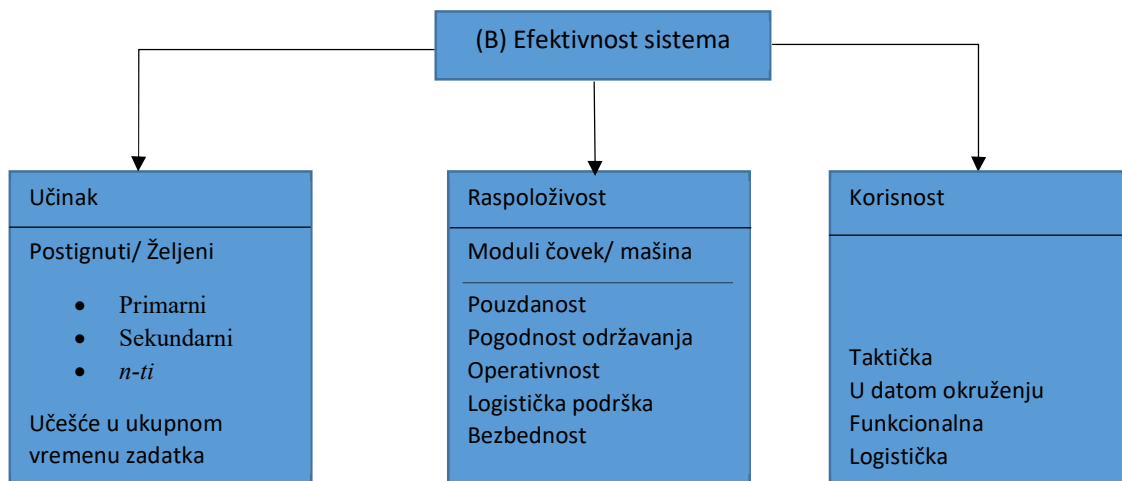 (B) Efektivnost sistema
Učinak
Postignuti/ Željeni
• Primarni
• Sekundarni
• n-ti
Učešće u ukupnom
vremenu zadatka
Raspoloživost
Moduli čovek/ mašina
Pouzdanost
Pogodnost održavanja
Operativnost
Logistička podrška
Bezbednost
Korisnost
Taktička
U datom okruženju
Funkcionalna
Logistička